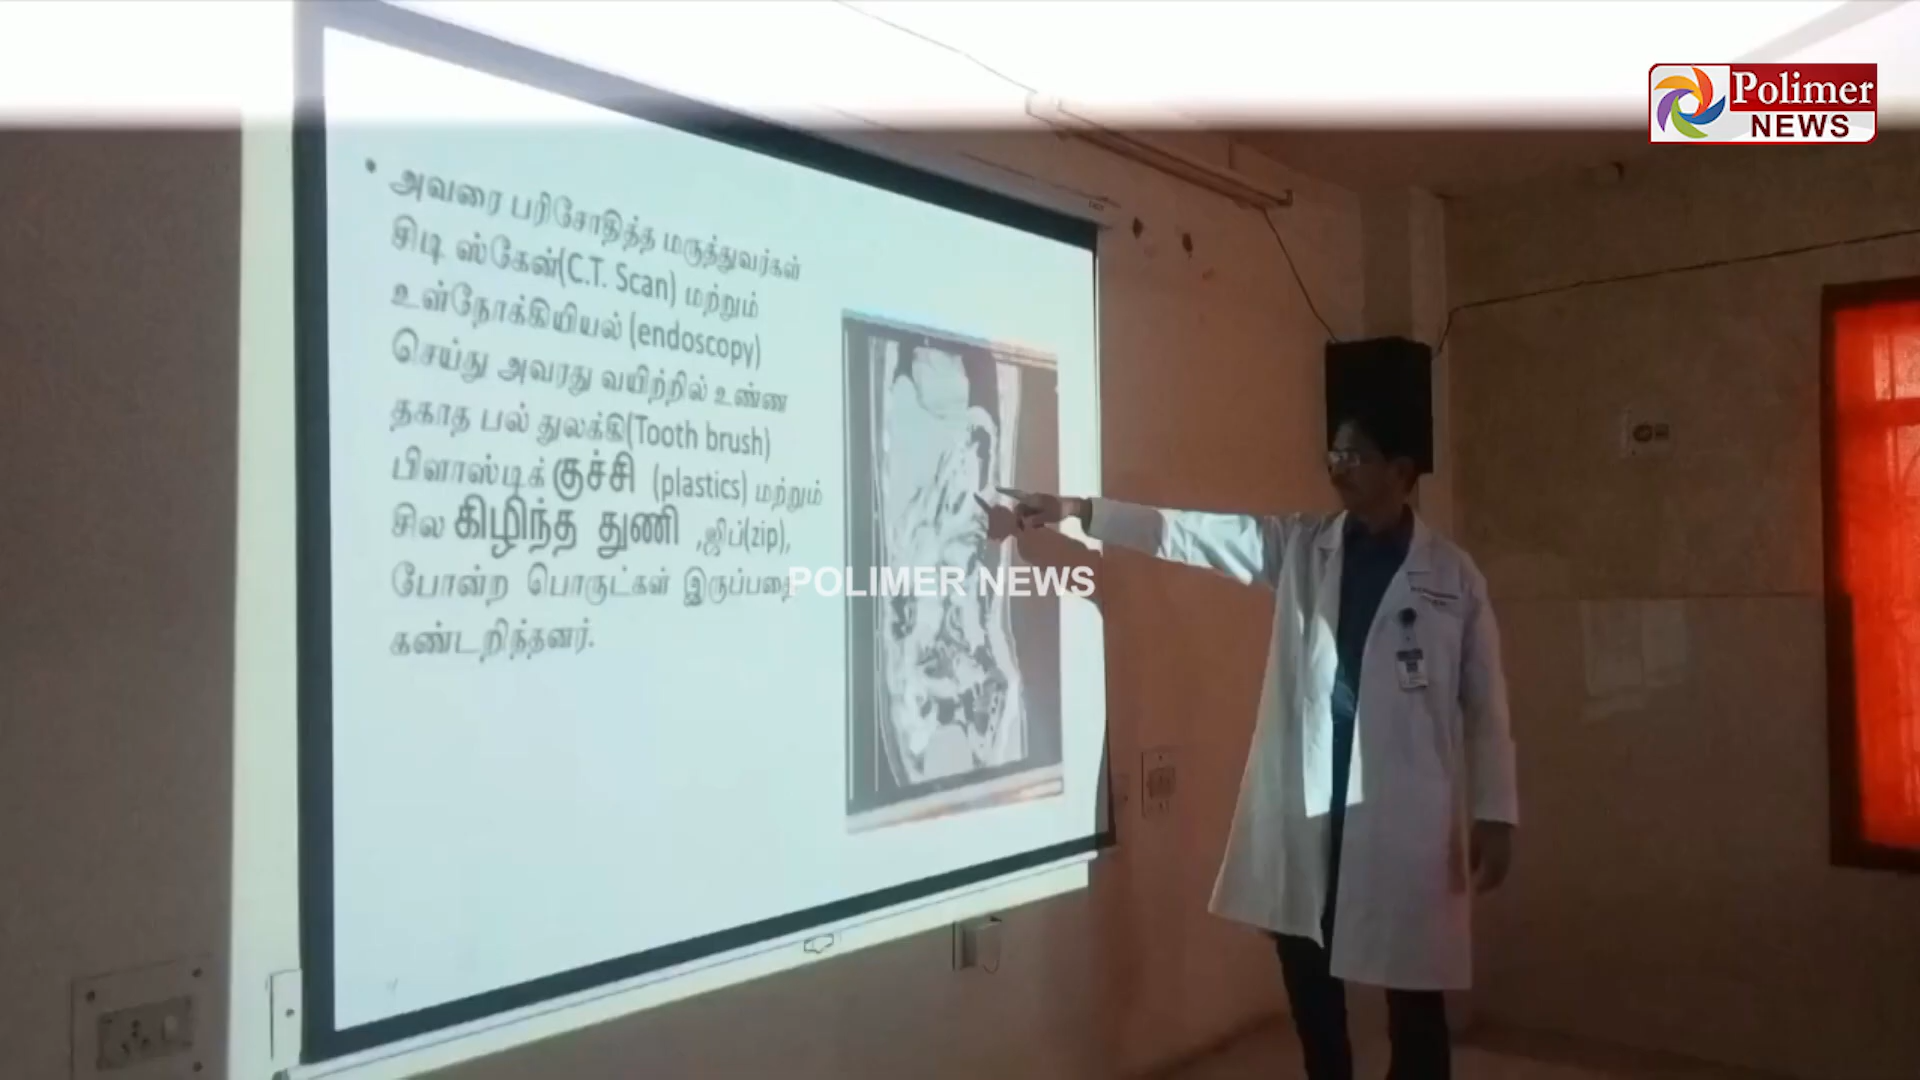 Polimer
NEWS
• அவரை பரிசோதித்த மருத்துவர்கள்
சிடி ஸ்கேன்(C.T. Scan) மற்றும்
உள்நோக்கியியல் (endoscopy)
செய்து அவரது வயிற்றில் உண்ண
தகாத பல் துலக்கி(Tooth brush)
பிளாஸ்டிக் குச்சி (plastics) மற்றும்
சில கிழிந்த துணி ,ஜிப்(zip),
போன்ற பொருட்கள் இருப்பதை
கண்டறிந்தனர்.
POLIMER NEWS